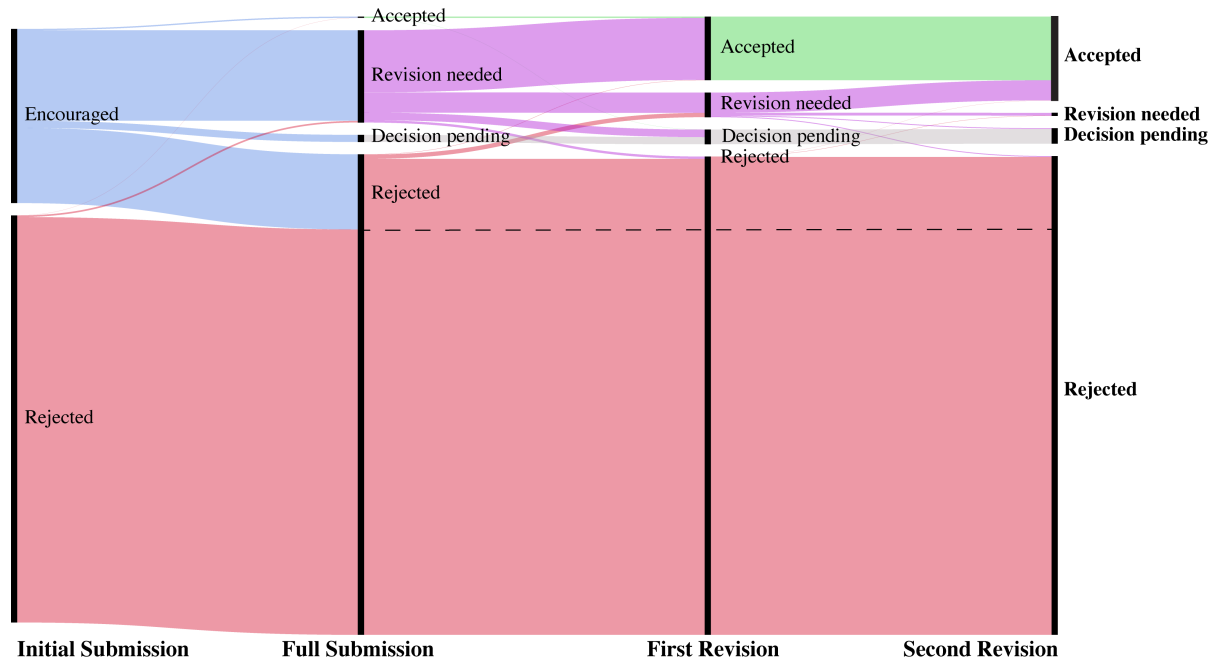 Accepted
Accepted
Accepted
Revision needed
Encouraged
Revision needed
Revision needed
Decision pending
Decision pending
Decision pending
Rejected
Rejected
Rejected
Rejected
Initial Submission
Full Submission
First Revision
Second Revision